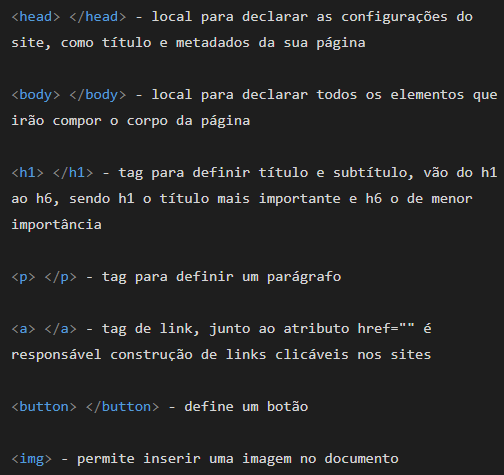 <head> </head> - local para declarar as configurações do
site, como título e metadados da sua página
<body> </body> - local para declarar todos os elementos que
irão compor o corpo da página
<h1> </h1> - tag para definir título e subtítulo, vão do h1
ao h6, sendo h1 o título mais importante e h6 o de menor
importância
<p> </p> - tag para definir um parágrafo
<a> </a> - tag de link, junto ao atributo href="" é
responsável construção de links clicáveis nos sites
<button> </button> - define um botão
<img> - permite inserir uma imagem no documento